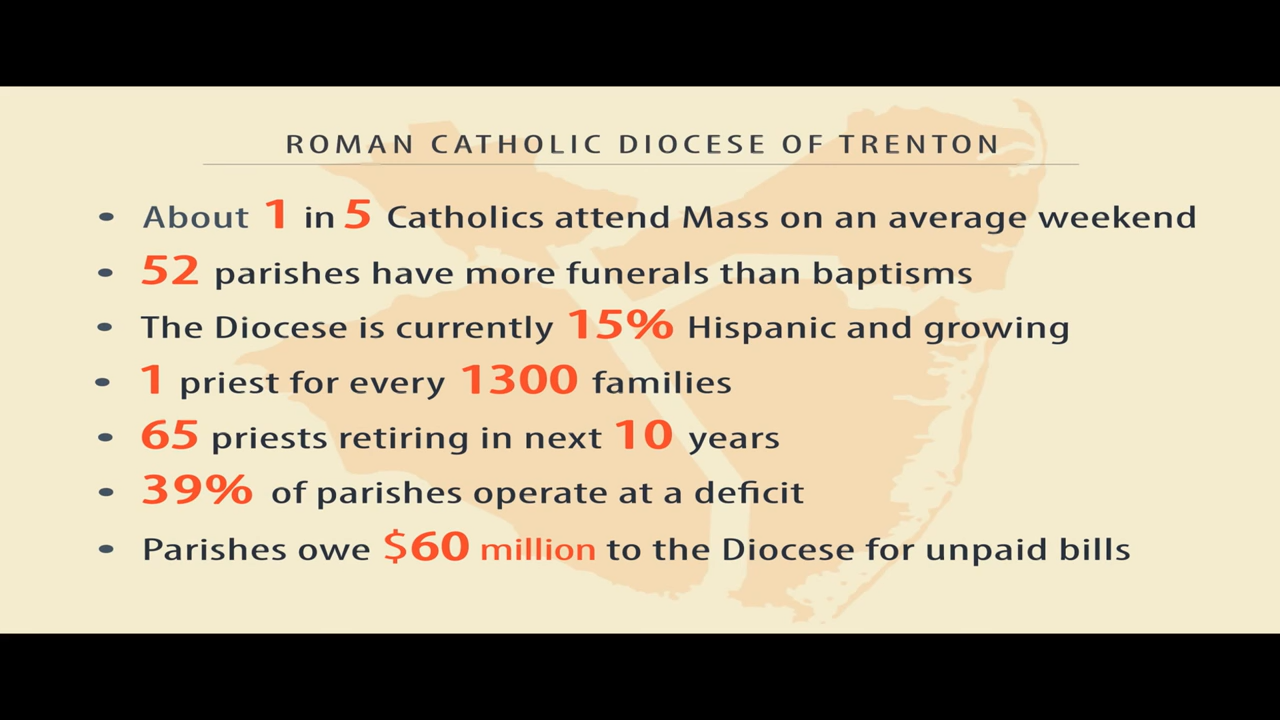 ROMAN CATHOLIC DIOCESE OF TRENTON
• About 1 in 5 Catholics attend Mass on an average weekend
• 52 parishes have more funerals than baptisms
• The Diocese is currently 15% Hispanic and growing
• 1 priest for every 1300 families
• 65 priests retiring in next 10 years
• 39% of parishes operate at a deficit
• Parishes owe $60 million to the Diocese for unpaid bills